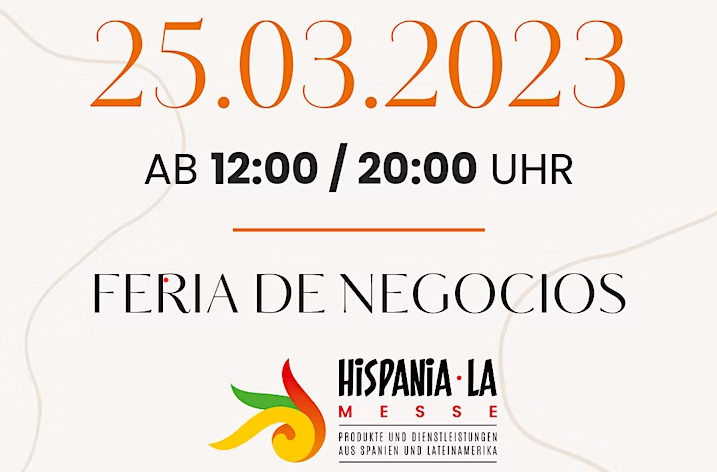 25.03.2023
AB 12:00 / 20:00 UHR
FERIA DE NEGOCIOS
HiSPANiA·LA
MESSE
PRODUKTE UND DIENSTLEISTUNGEN
AUS SPANIEN UND LATEINAMERIKA